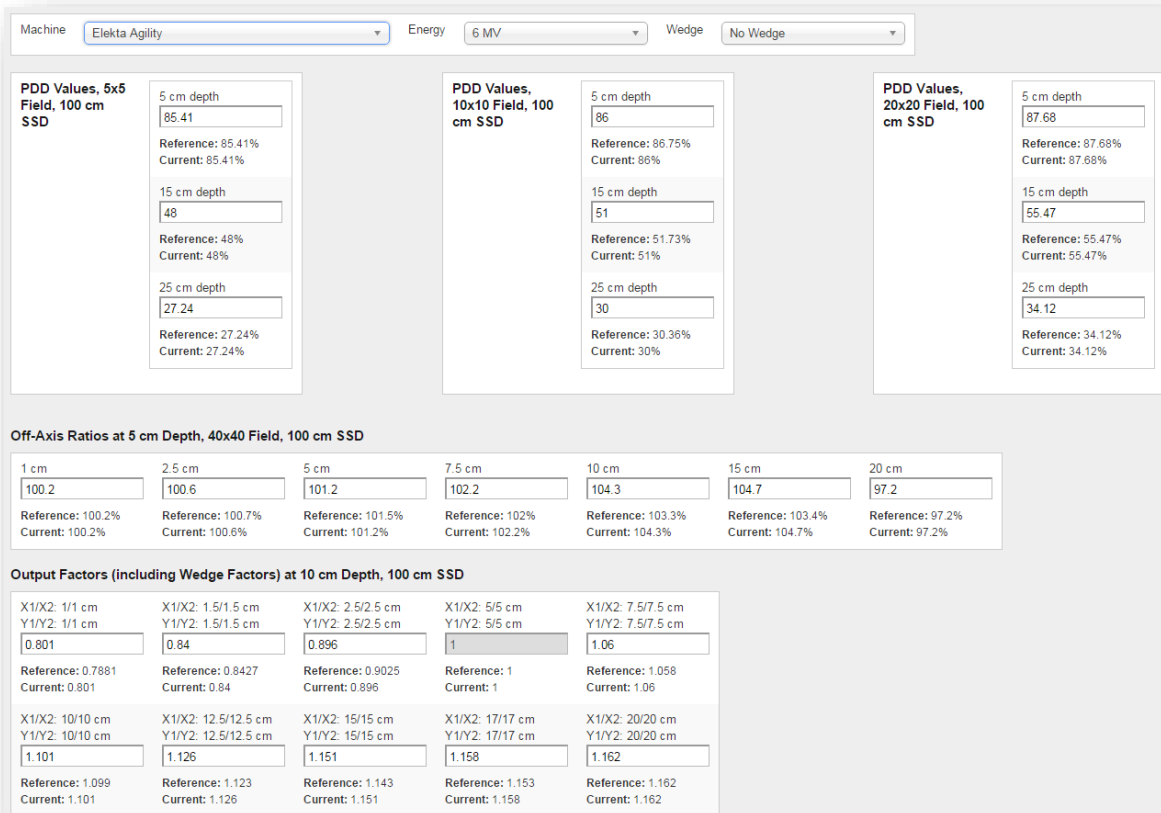 Machine Elekta Agility Energy 6 MV Wedge No Wedge
PDD Values, 5x5
Field, 100 cm
SSD
5 cm depth
85.41
Reference: 85.41%
Current: 85.41%
15 cm depth
48
Reference: 48%
Current: 48%
25 cm depth
27.24
Reference: 27.24%
Current: 27.24%
PDD Values,
10x10 Field, 100
cm SSD
5 cm depth
86
Reference: 86.75%
Current: 86%
15 cm depth
51
Reference: 51.73%
Current: 51%
25 cm depth
30
Reference: 30.36%
Current: 30%
PDD Values,
20x20 Field, 100
cm SSD
5 cm depth
87.68
Reference: 87.68%
Current: 87.68%
15 cm depth
55.47
Reference: 55.47%
Current: 55.47%
25 cm depth
34.12
Reference: 34.12%
Current: 34.12%
Off-Axis Ratios at 5 cm Depth, 40x40 Field, 100 cm SSD
1 cm 2.5 cm 5 cm 7.5 cm 10 cm 15 cm 20 cm
100.2 100.6 101.2 102.2 104.3 104.7 97.2
Reference: 100.2% Reference: 100.7% Reference: 101.5% Reference: 102% Reference: 103.3% Reference: 103.4% Reference: 97.2%
Current: 100.2% Current: 100.6% Current: 101.2% Current: 102.2% Current: 104.3% Current: 104.7% Current: 97.2%
Output Factors (including Wedge Factors) at 10 cm Depth, 100 cm SSD
X1/X2: 1/1 cm X1/X2: 1.5/1.5 cm X1/X2: 2.5/2.5 cm X1/X2: 5/5 cm X1/X2: 7.5/7.5 cm
Y1/Y2: 1/1 cm Y1/Y2: 1.5/1.5 cm Y1/Y2: 2.5/2.5 cm Y1/Y2: 5/5 cm Y1/Y2: 7.5/7.5 cm
0.801 0.84 0.896 1 1.06
Reference: 0.7881 Reference: 0.8427 Reference: 0.9025 Reference: 1 Reference: 1.058
Current: 0.801 Current: 0.84 Current: 0.896 Current: 1 Current: 1.06
X1/X2: 10/10 cm X1/X2: 12.5/12.5 cm X1/X2: 15/15 cm X1/X2: 17/17 cm X1/X2: 20/20 cm
Y1/Y2: 10/10 cm Y1/Y2: 12.5/12.5 cm Y1/Y2: 15/15 cm Y1/Y2: 17/17 cm Y1/Y2: 20/20 cm
1.101 1.126 1.151 1.158 1.162
Reference: 1.099 Reference: 1.123 Reference: 1.143 Reference: 1.153 Reference: 1.162
Current: 1.101 Current: 1.126 Current: 1.151 Current: 1.158 Current: 1.162